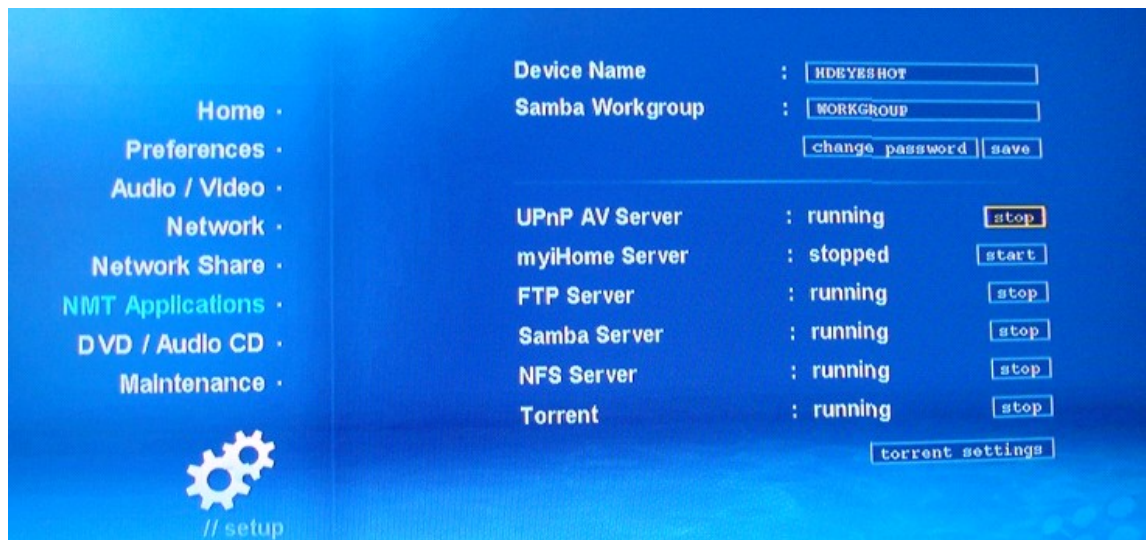 Home
Preferences
Audio / Video
Network
Network Share
NMT Applications
DVD / Audio CD
Maintenance
// setup
Device Name : HDEYESHOT
Samba Workgroup : WORKGROUP
change password save
UPnP AV Server : running stop
myiHome Server : stopped start
FTP Server : running stop
Samba Server : running stop
NFS Server : running stop
Torrent : running stop
torrent settings